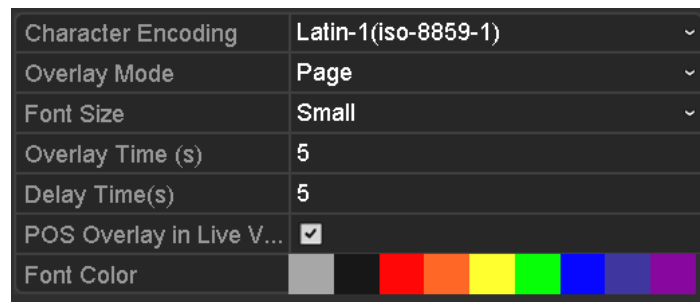 Character Encoding Latin-1(iso-8859-1)
Overlay Mode Page
Font Size Small
Overlay Time (s) 5
Delay Time(s) 5
POS Overlay in Live V...
Font Color